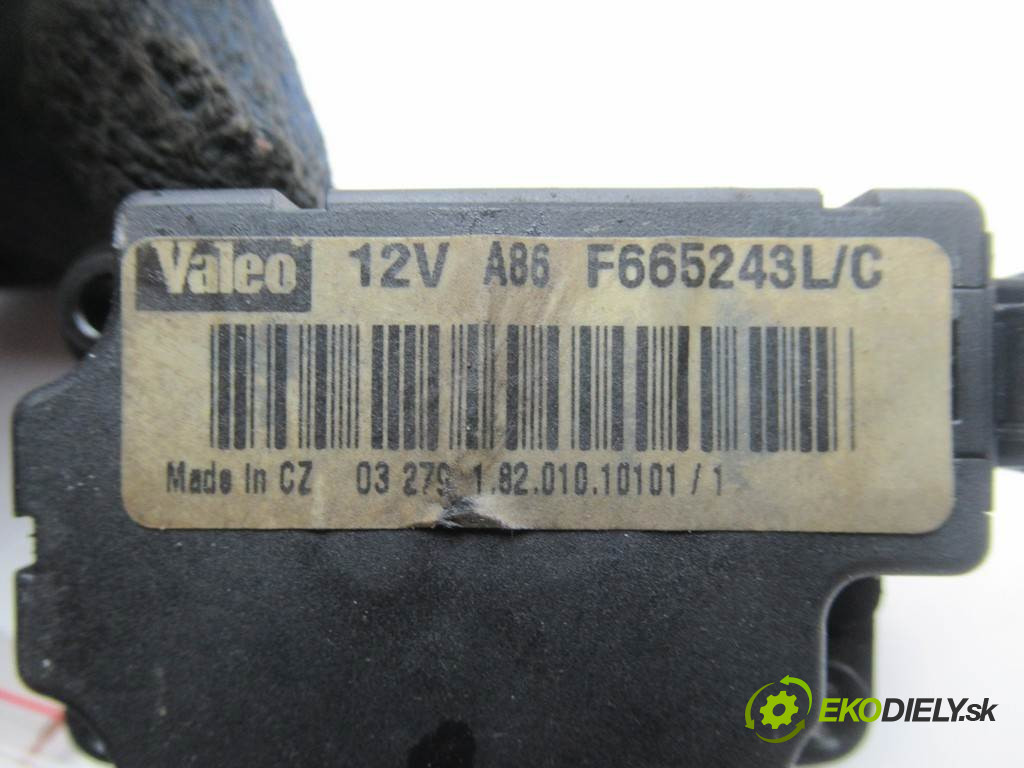 Valeo 12V A86 F665243L/C
Made In CZ 03 279 1.82.010.10101 / 1
EKODIELY.sk